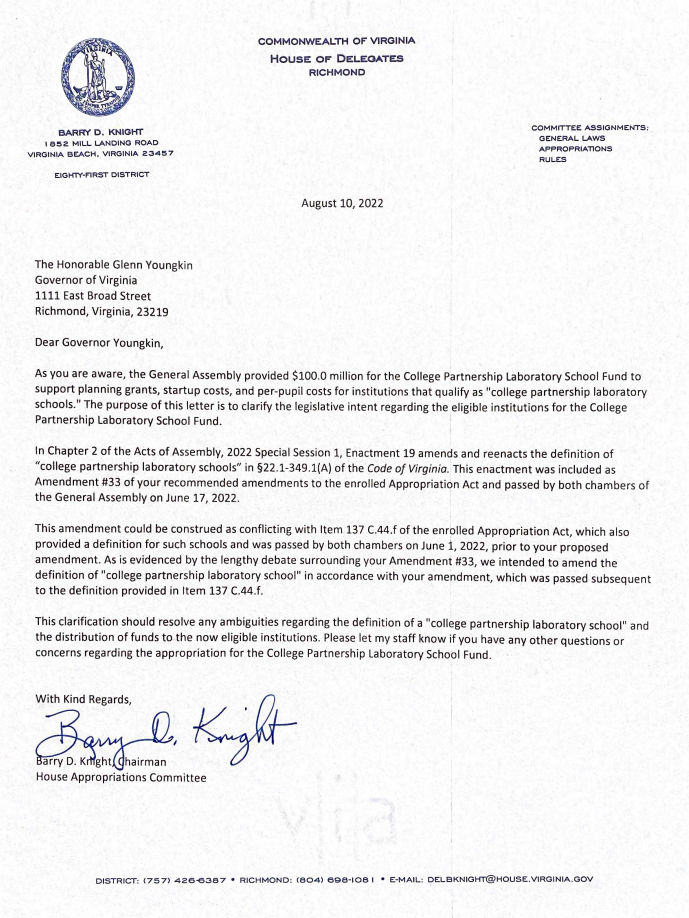 COMMONWEALTH OF VIRGINIA
HOUSE OF DELEGATES
RICHMOND
VIRGINIA
BARRY D. KNIGHT
1852 MILL LANDING ROAD
VIRGINIA BEACH, VIRGINIA 23457
EIGHTY-FIRST DISTRICT
COMMITTEE ASSIGNMENTS:
GENERAL LAWS
APPROPRIATIONS
RULES
August 10, 2022
The Honorable Glenn Youngkin
Governor of Virginia
1111 East Broad Street
Richmond, Virginia, 23219
Dear Governor Youngkin,
As you are aware, the General Assembly provided $100.0 million for the College Partnership Laboratory School Fund to
support planning grants, startup costs, and per-pupil costs for institutions that qualify as "college partnership laboratory
schools." The purpose of this letter is to clarify the legislative intent regarding the eligible institutions for the College
Partnership Laboratory School Fund.
In Chapter 2 of the Acts of Assembly, 2022 Special Session 1, Enactment 19 amends and reenacts the definition of
“college partnership laboratory schools” in §22.1-349.1(A) of the Code of Virginia. This enactment was included as
Amendment #33 of your recommended amendments to the enrolled Appropriation Act and passed by both chambers of
the General Assembly on June 17, 2022.
This amendment could be construed as conflicting with Item 137 C.44.f of the enrolled Appropriation Act, which also
provided a definition for such schools and was passed by both chambers on June 1, 2022, prior to your proposed
amendment. As is evidenced by the lengthy debate surrounding your Amendment #33, we intended to amend the
definition of "college partnership laboratory school" in accordance with your amendment, which was passed subsequent
to the definition provided in Item 137 C.44.f.
This clarification should resolve any ambiguities regarding the definition of a "college partnership laboratory school" and
the distribution of funds to the now eligible institutions. Please let my staff know if you have any other questions or
concerns regarding the appropriation for the College Partnership Laboratory School Fund.
With Kind Regards,
Barry D. Knight
Barry D. Knight, Chairman
House Appropriations Committee
DISTRICT: (757) 426-6387 • RICHMOND: (804) 698-1081 • E-MAIL: DELBKNIGHT@HOUSE.VIRGINIA.GOV